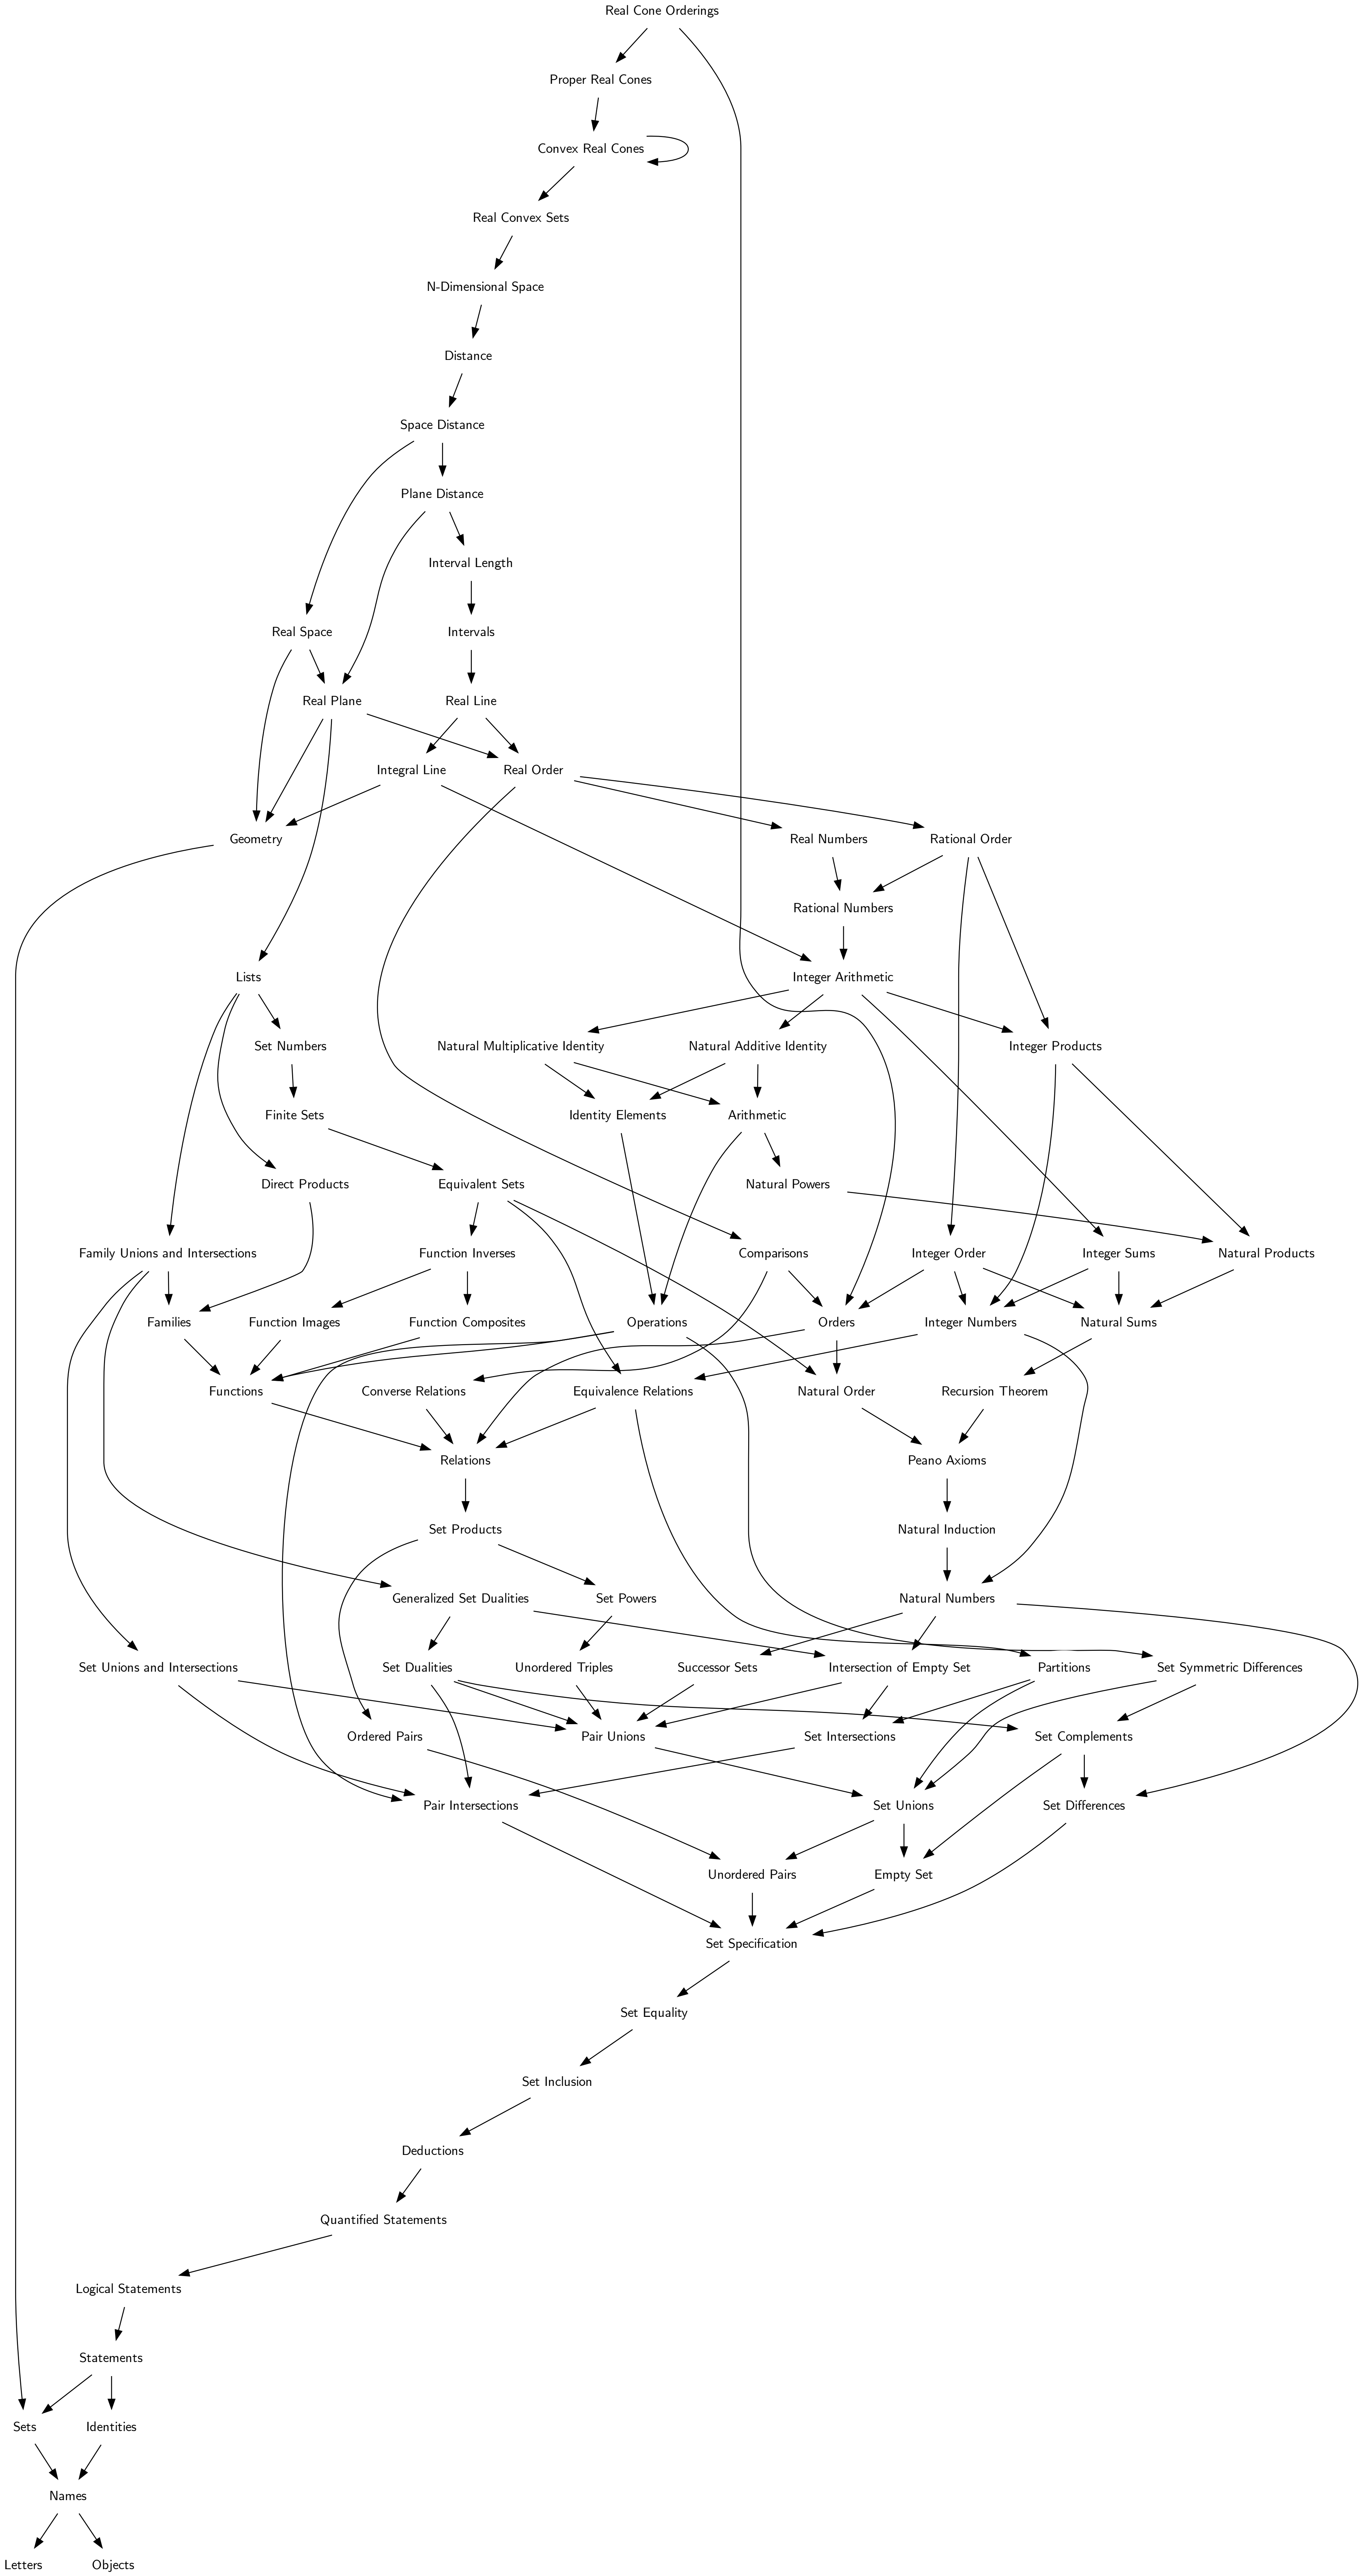 Real Cone Orderings
Proper Real Cones
Convex Real Cones
Real Convex Sets
N-Dimensional Space
Distance
Space Distance
Plane Distance
Interval Length
Real Space
Intervals
Real Plane
Real Line
Integral Line
Real Order
Geometry
Real Numbers
Rational Order
Rational Numbers
Lists
Integer Arithmetic
Set Numbers
Natural Multiplicative Identity
Natural Additive Identity
Integer Products
Finite Sets
Identity Elements
Arithmetic
Direct Products
Equivalent Sets
Natural Powers
Family Unions and Intersections
Function Inverses
Comparisons
Integer Order
Integer Sums
Natural Products
Families
Function Images
Function Composites
Operations
Orders
Integer Numbers
Natural Sums
Functions
Converse Relations
Equivalence Relations
Natural Order
Recursion Theorem
Relations
Peano Axioms
Set Products
Natural Induction
Generalized Set Dualities
Set Powers
Natural Numbers
Set Unions and Intersections
Set Dualities
Unordered Triples
Successor Sets
Intersection of Empty Set
Partitions
Set Symmetric Differences
Ordered Pairs
Pair Unions
Set Intersections
Set Complements
Pair Intersections
Set Unions
Set Differences
Unordered Pairs
Empty Set
Set Specification
Set Equality
Set Inclusion
Deductions
Quantified Statements
Logical Statements
Statements
Sets
Identities
Names
Letters
Objects